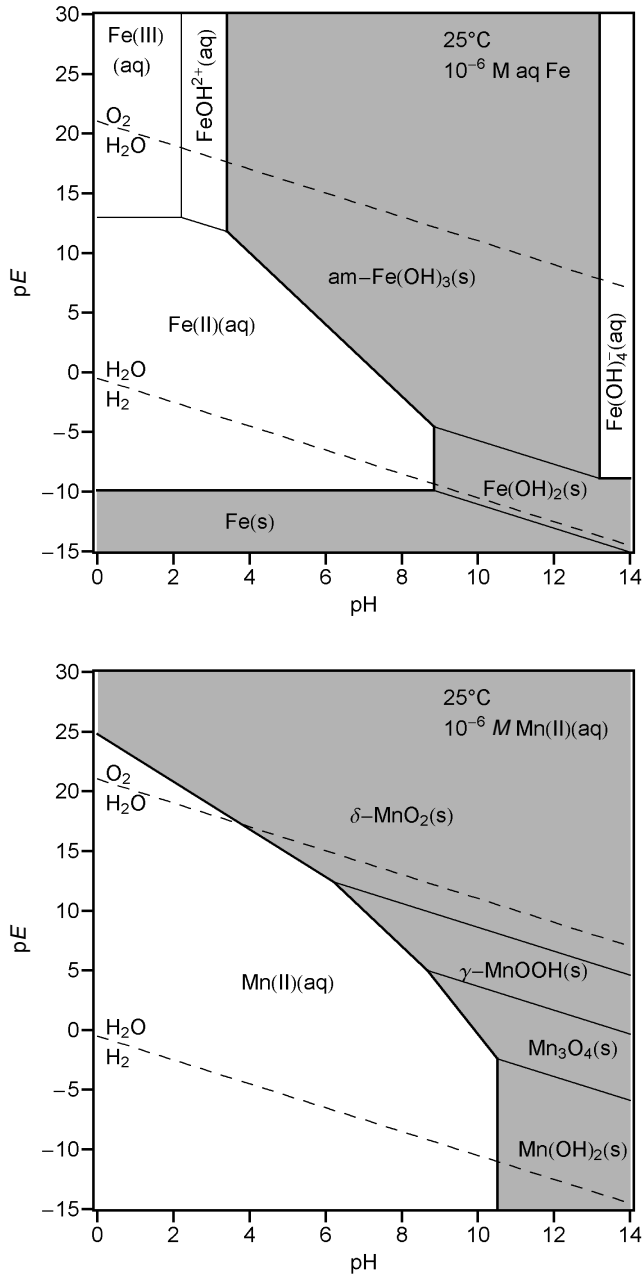 30
25
20
15
10
5
0
−5
−10
−15
pE
Fe(III)
(aq)
FeOH²⁺(aq)
25°C
10⁻⁶ M aq Fe
O₂
H₂O
am−Fe(OH)₃(s)
Fe(II)(aq)
H₂O
H₂
Fe(OH)₄⁻(aq)
Fe(OH)₂(s)
Fe(s)
0 2 4 6 8 10 12 14
pH
30
25
20
15
10
5
0
−5
−10
−15
pE
25°C
10⁻⁶ M Mn(II)(aq)
O₂
H₂O
δ−MnO₂(s)
γ−MnOOH(s)
Mn(II)(aq)
H₂O
H₂
Mn₃O₄(s)
Mn(OH)₂(s)
0 2 4 6 8 10 12 14
pH